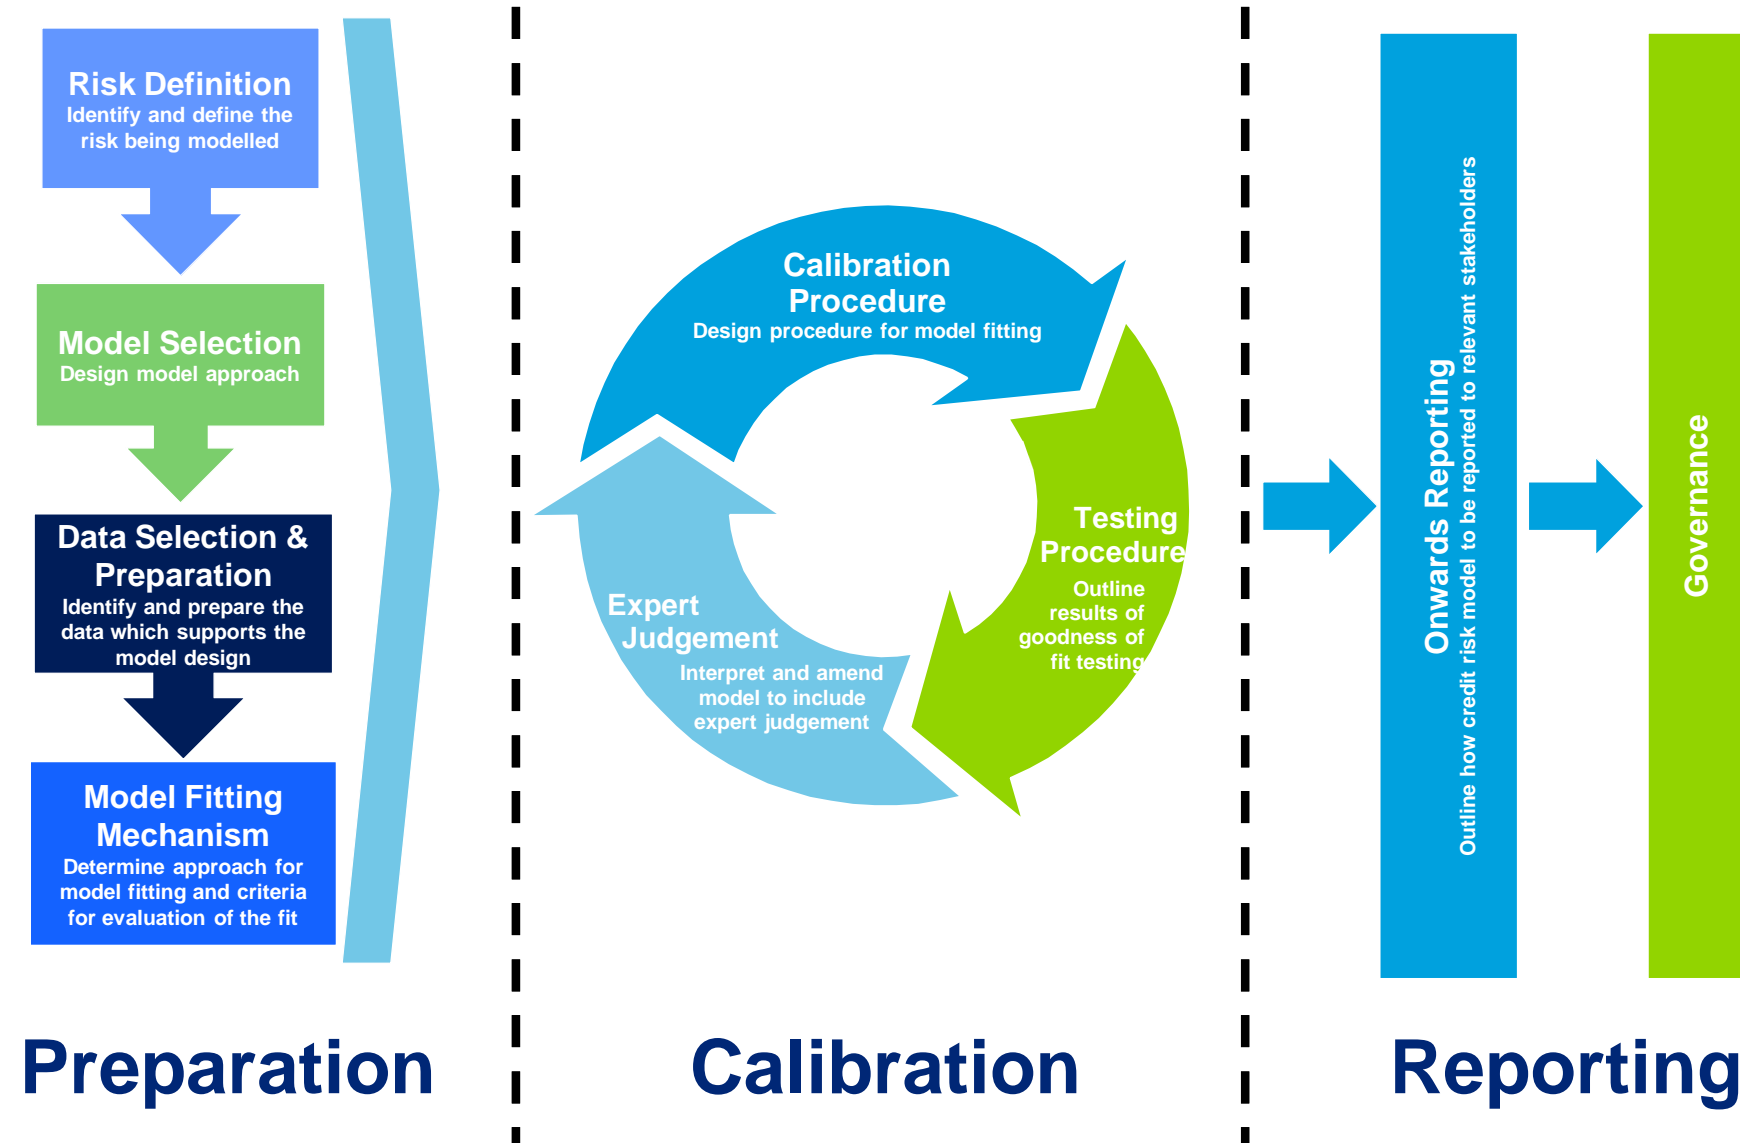 Risk Definition
Identify and define the
risk being modelled
Model Selection
Design model approach
Data Selection &
Preparation
Identify and prepare the
data which supports the
model design
Model Fitting
Mechanism
Determine approach for
model fitting and criteria
for evaluation of the fit
Preparation
Calibration
Procedure
Design procedure for model fitting
Testing
Procedure
Outline
results of
goodness of
fit testing
Expert
Judgement
Interpret and amend
model to include
expert judgement
Calibration
Onwards Reporting
Outline how credit risk model to be reported to relevant stakeholders
Governance
Reporting